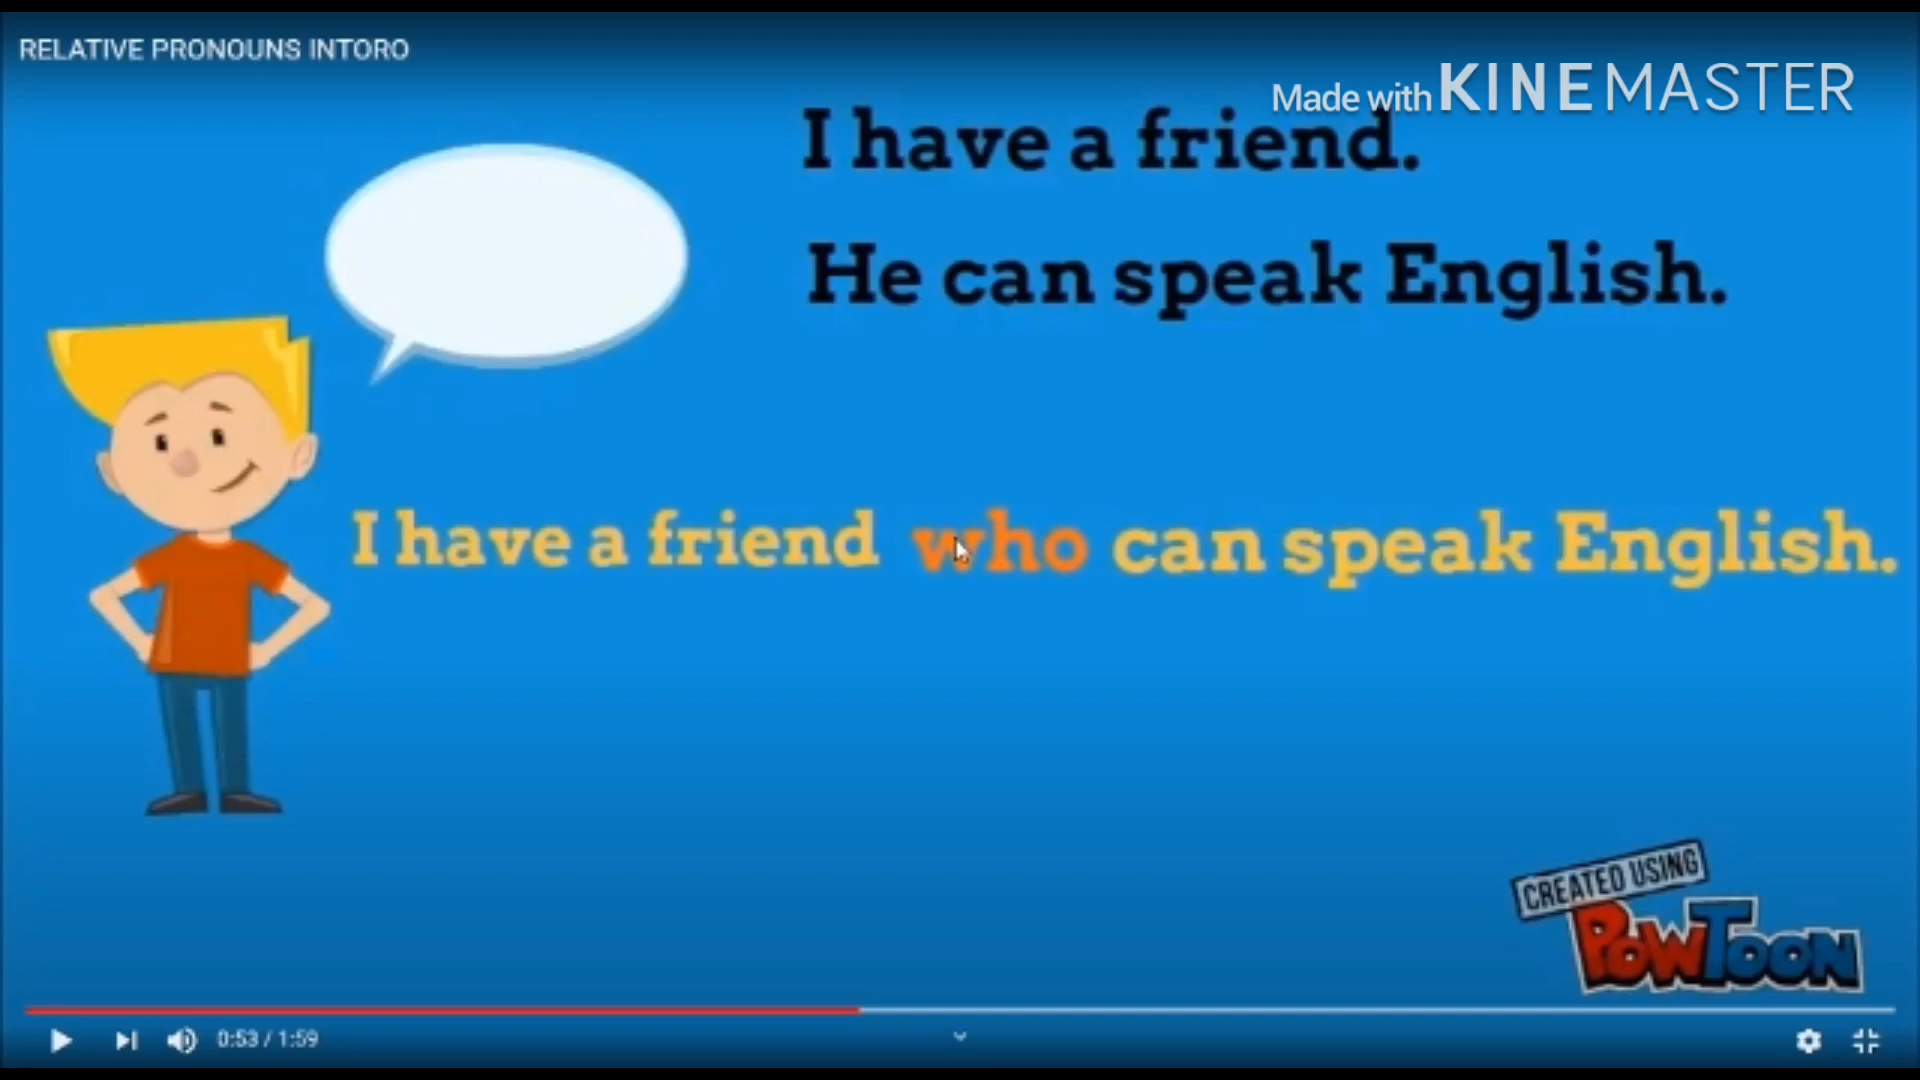 RELATIVE PRONOUNS INTORO
Made with KINEMASTER
I have a friend.
He can speak English.
I have a friend who can speak English.
CREATED USING
POWTOON
0:53 / 1:59